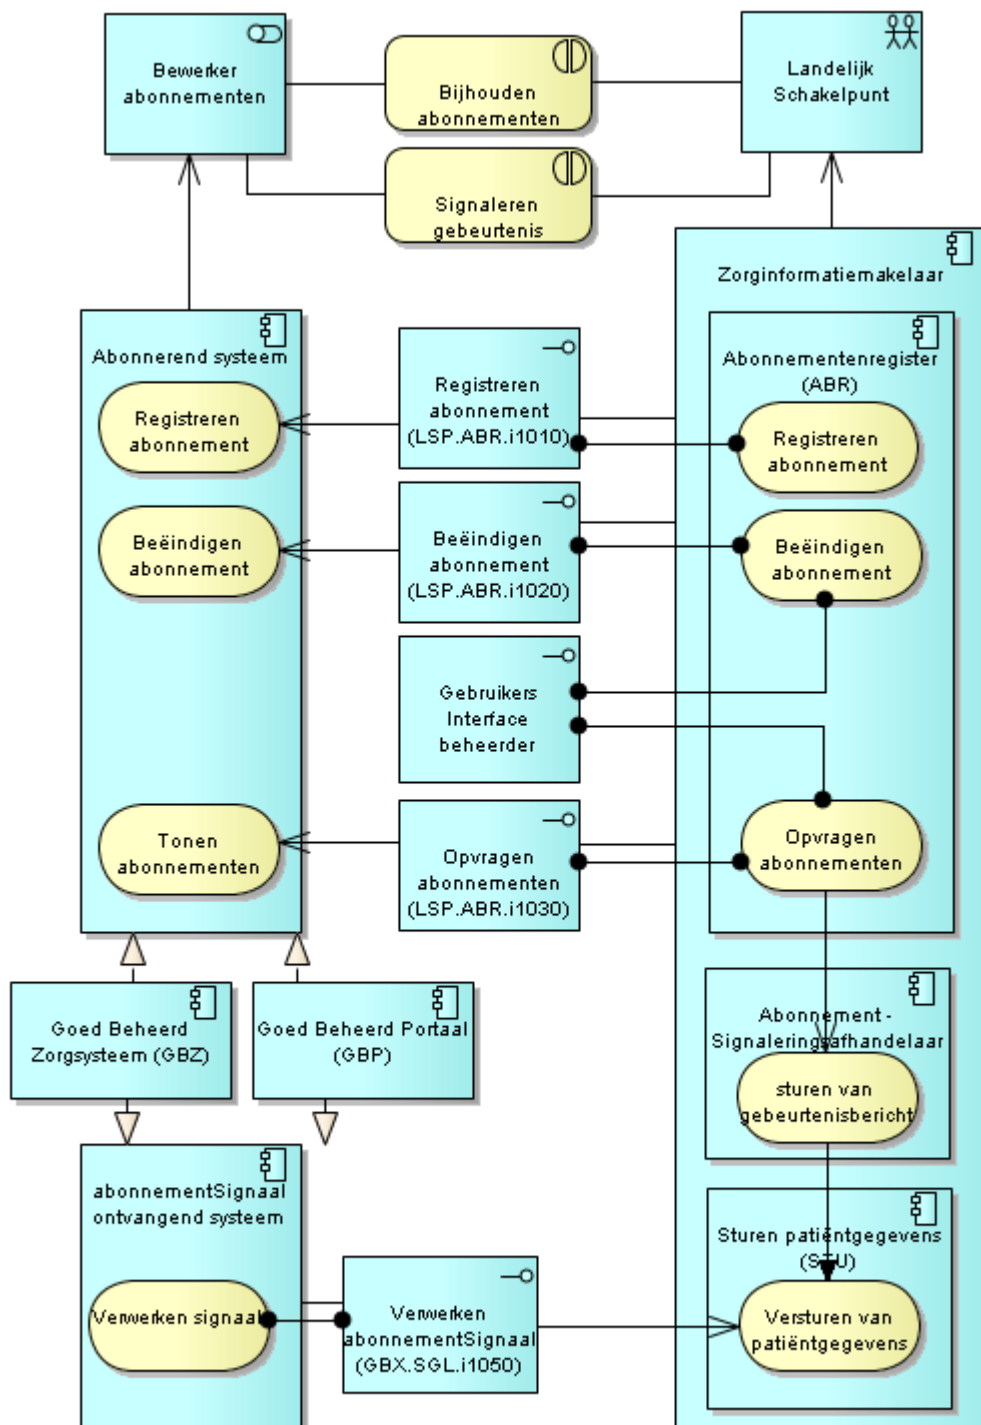 Bewerker
abonnementen
Bijhouden
abonnementen
Landelijk
Schakelpunt
Signaleren
gebeurtenis
Zorginformatiemakelaar
Abonnerend systeem
Registreren
abonnement
Beëindigen
abonnement
Tonen
abonnementen
Registreren
abonnement
(LSP.ABR.i1010)
Beëindigen
abonnement
(LSP.ABR.i1020)
Gebruikers
Interface
beheerder
Opvragen
abonnementen
(LSP.ABR.i1030)
Abonnementenregister
(ABR)
Registreren
abonnement
Beëindigen
abonnement
Opvragen
abonnementen
Goed Beheerd
Zorgsysteem (GBZ)
Goed Beheerd Portaal
(GBP)
Abonnement -
Signaleringsafhandelaar
sturen van
gebeurtenisbericht
abonnementSignaal
ontvangend systeem
Verwerken signaal
Verwerken
abonnementSignaal
(GBX.SGL.i1050)
Sturen patiëntgegevens
(STU)
Versturen van
patiëntgegevens